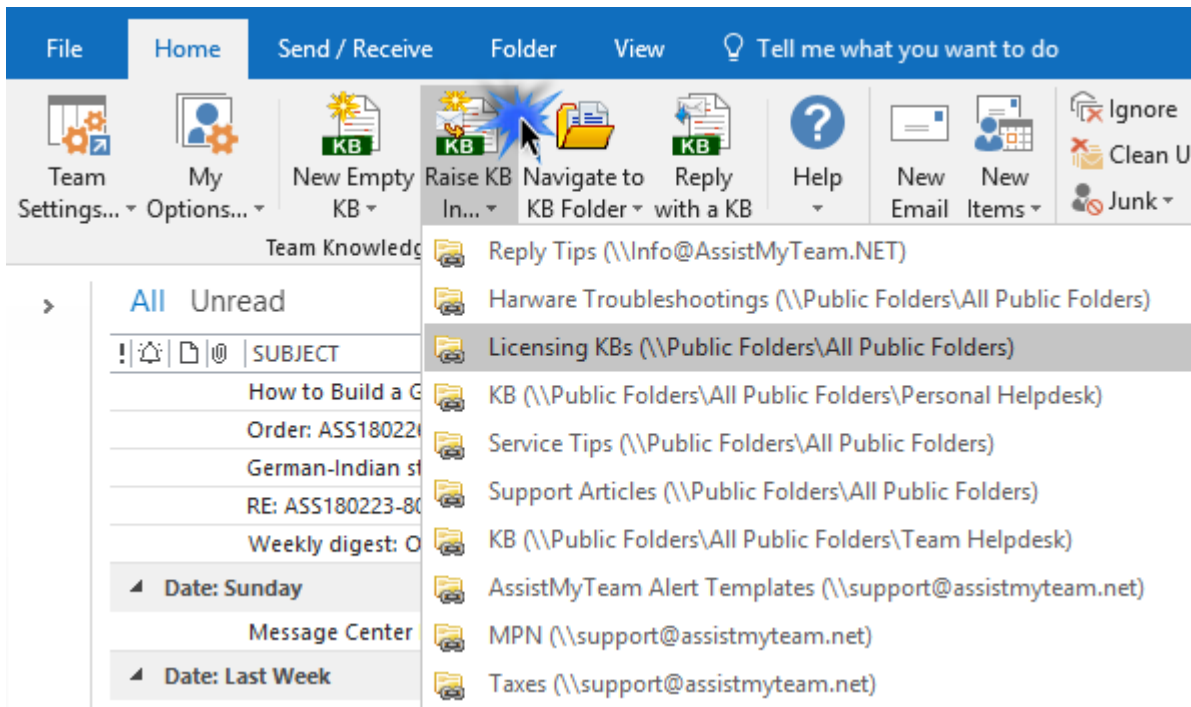 File Home Send / Receive Folder View Tell me what you want to do
KB KB KB
Team My New Empty Raise KB Navigate to Reply Help New New
Settings... Options... KB In... KB Folder with a KB Email Items
Ignore
Clean U
Junk
Team Knowledg
All Unread
! SUBJECT
How to Build a G
Order: ASS180226
German-Indian st
RE: ASS180223-80
Weekly digest: O
Date: Sunday
Message Center
Date: Last Week
Reply Tips (\\Info@AssistMyTeam.NET)
Harware Troubleshootings (\\Public Folders\All Public Folders)
Licensing KBs (\\Public Folders\All Public Folders)
KB (\\Public Folders\All Public Folders\Personal Helpdesk)
Service Tips (\\Public Folders\All Public Folders)
Support Articles (\\Public Folders\All Public Folders)
KB (\\Public Folders\All Public Folders\Team Helpdesk)
AssistMyTeam Alert Templates (\\support@assistmyteam.net)
MPN (\\support@assistmyteam.net)
Taxes (\\support@assistmyteam.net)